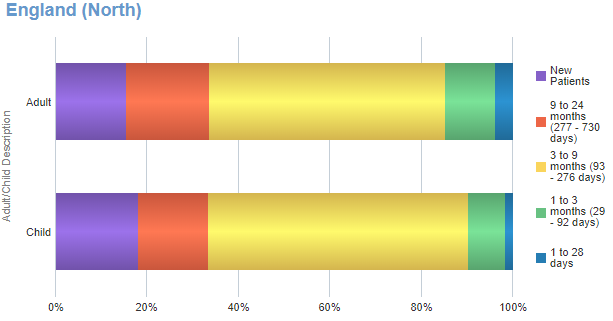 England (North)
Adult/Child Description
Adult
Child
0%
20%
40%
60%
80%
100%
New
Patients
9 to 24
months
(277 - 730
days)
3 to 9
months (93
- 276 days)
1 to 3
months (29
- 92 days)
1 to 28
days